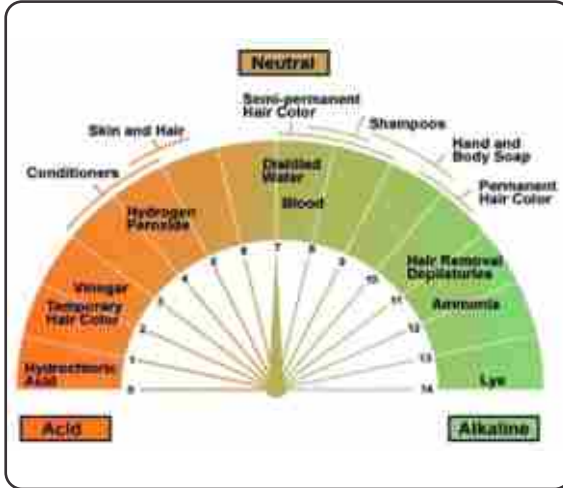 Neutral
Semi-permanent
Hair Color
Shampoos
Skin and Hair
Hand and
Body Soap
Conditioners
Permanent
Hair Color
Distilled
Water
Blood
Hydrogen
Peroxide
Hair Removal
Depilatories
Vinegar
Temporary
Hair Color
Ammonia
Hydrochloric
Acid
Lye
0
1
2
3
4
5
6
7
8
9
10
11
12
13
14
Acid
Alkaline